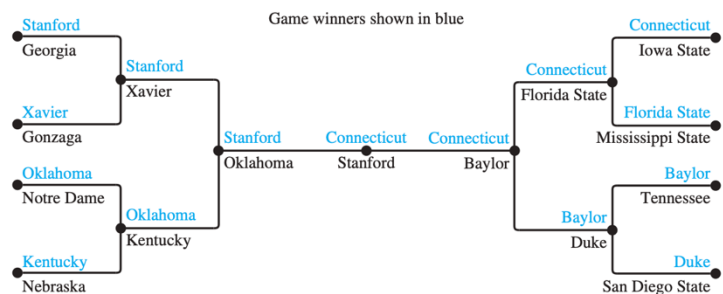 Game winners shown in blue
Stanford
Georgia
Stanford
Xavier
Xavier
Gonzaga
Oklahoma
Notre Dame
Oklahoma
Kentucky
Kentucky
Nebraska
Stanford
Oklahoma
Connecticut
Stanford
Connecticut
Baylor
Connecticut
Iowa State
Connecticut
Florida State
Florida State
Mississippi State
Baylor
Tennessee
Baylor
Duke
Duke
San Diego State